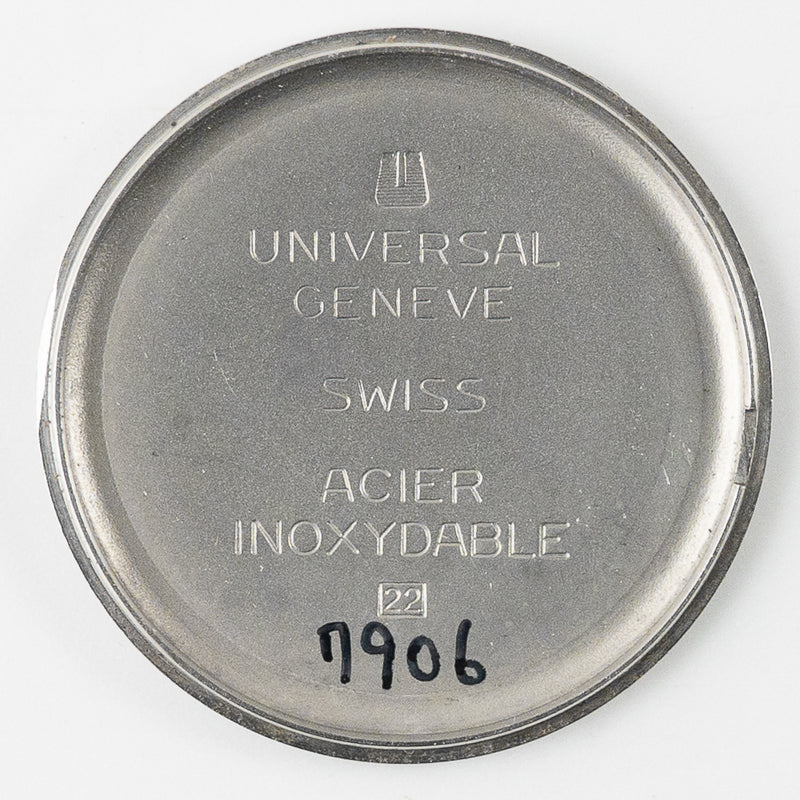 UNIVERSAL
GENEVE
SWISS
ACIER
INOXYDABLE
22
7906